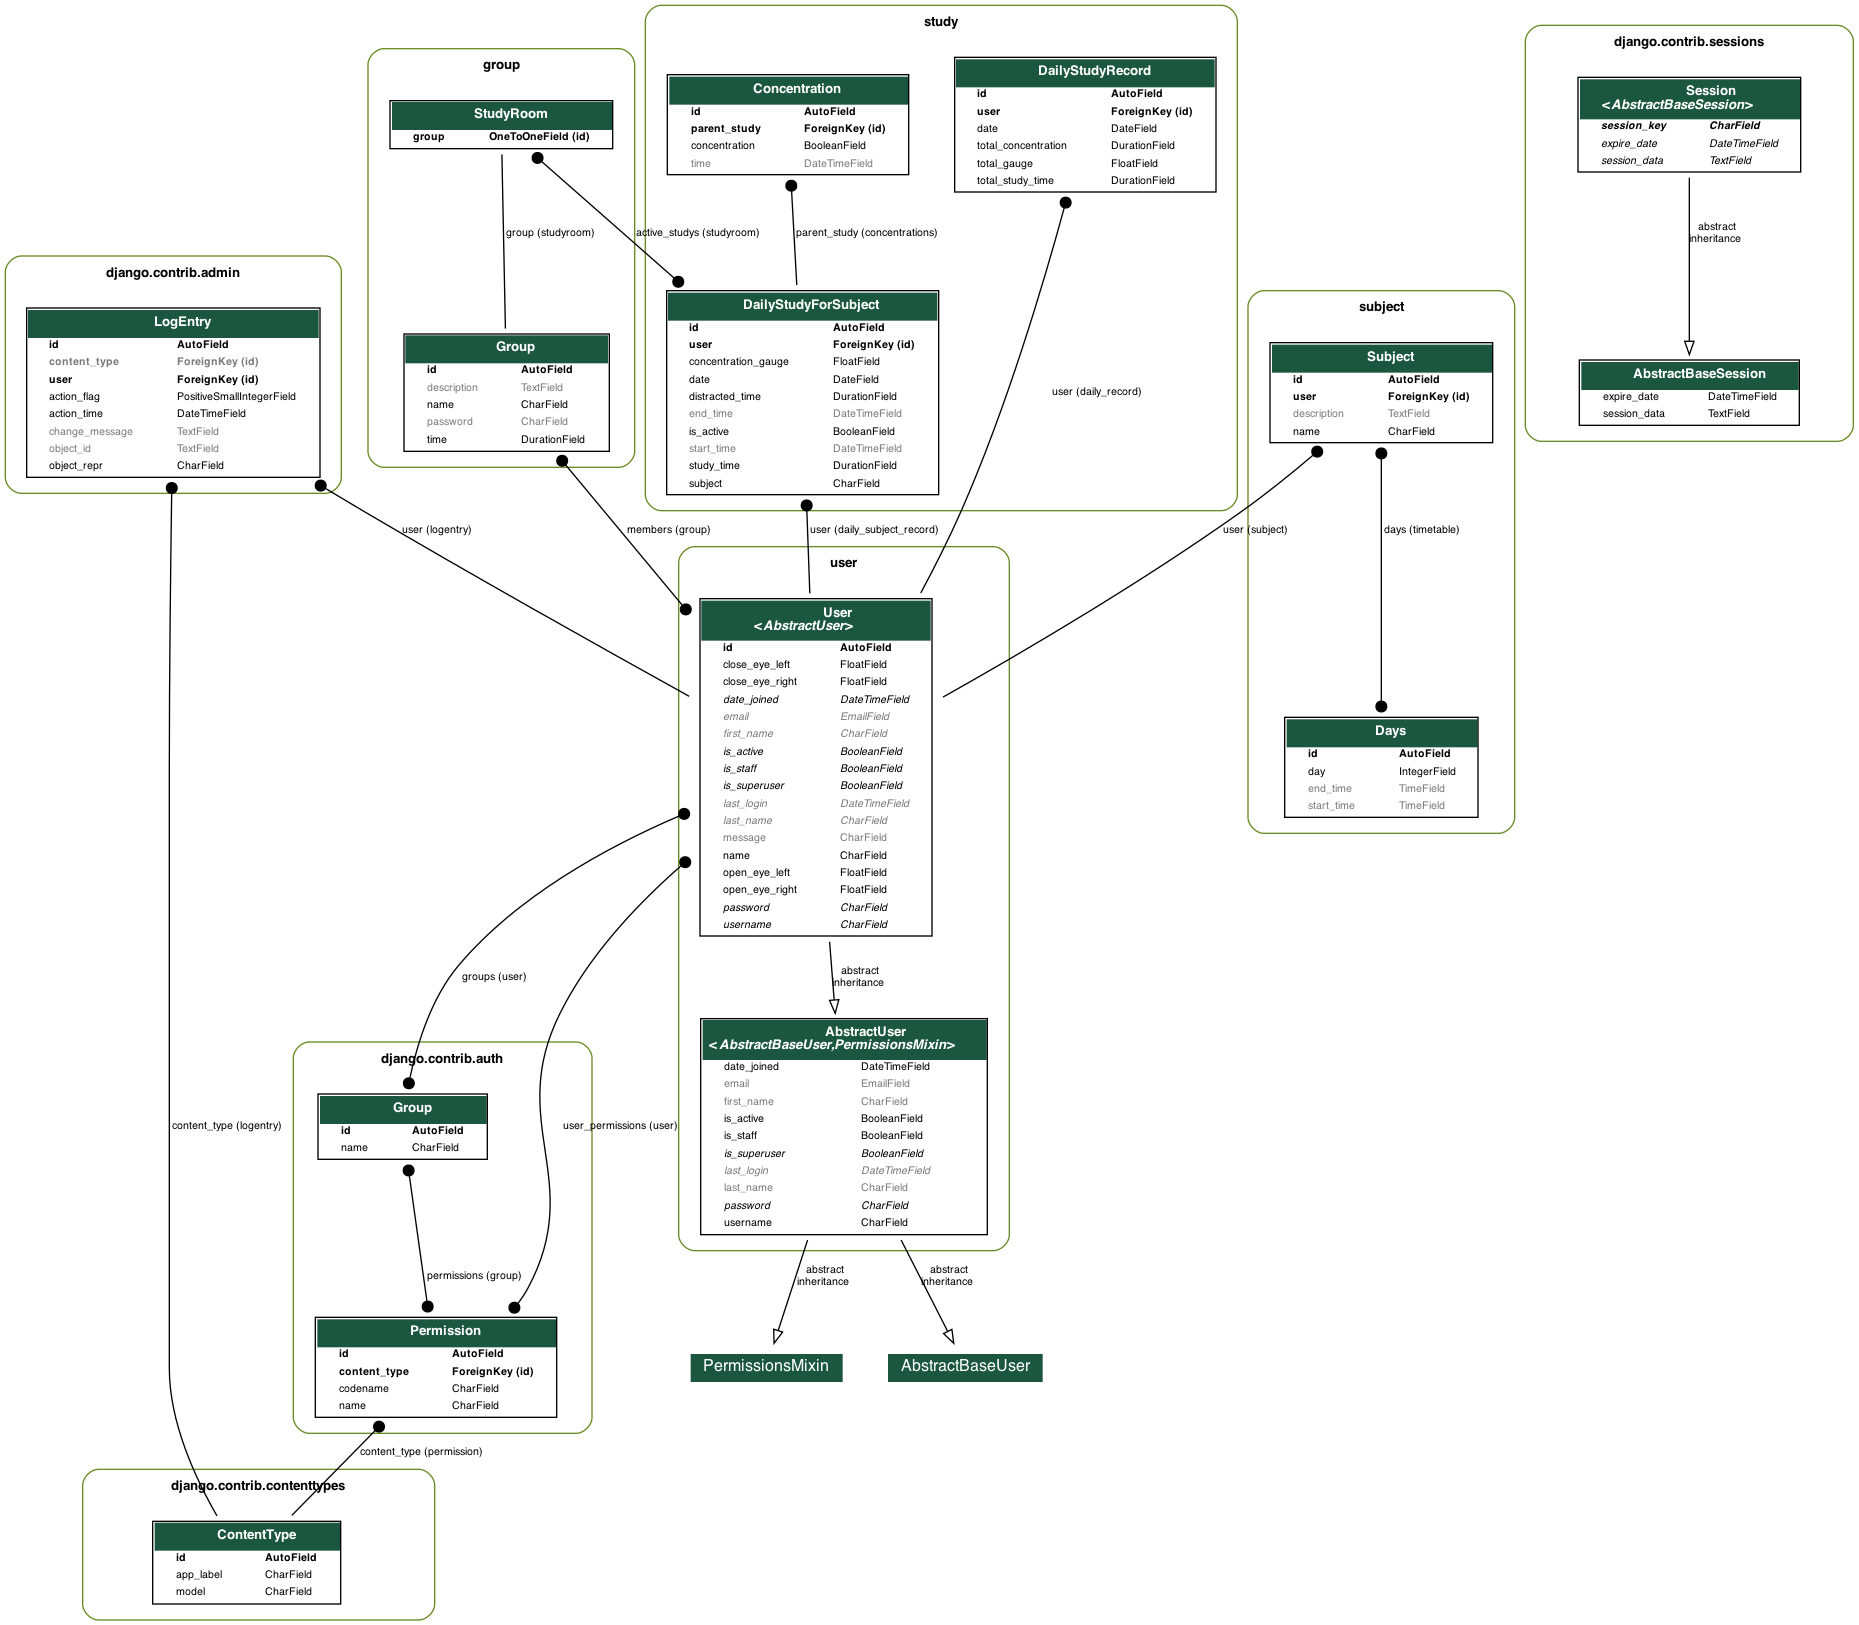 study
Concentration
id AutoField
parent_study ForeignKey (id)
concentration BooleanField
time DateTimeField
DailyStudyRecord
id AutoField
user ForeignKey (id)
date DateField
total_concentration DurationField
total_gauge FloatField
total_study_time DurationField
django.contrib.sessions
Session
<AbstractBaseSession>
session_key CharField
expire_date DateTimeField
session_data TextField
abstract
inheritance
AbstractBaseSession
expire_date DateTimeField
session_data TextField
group
StudyRoom
group OneToOneField (id)
group (studyroom)
active_studys (studyroom)
parent_study (concentrations)
Group
id AutoField
description TextField
name CharField
password CharField
time DurationField
DailyStudyForSubject
id AutoField
user ForeignKey (id)
concentration_gauge FloatField
date DateField
distracted_time DurationField
end_time DateTimeField
is_active BooleanField
start_time DateTimeField
study_time DurationField
subject CharField
user (daily_record)
django.contrib.admin
LogEntry
id AutoField
content_type ForeignKey (id)
user ForeignKey (id)
action_flag PositiveSmallIntegerField
action_time DateTimeField
change_message TextField
object_id TextField
object_repr CharField
subject
Subject
id AutoField
user ForeignKey (id)
description TextField
name CharField
user (logentry)
members (group)
user (daily_subject_record)
user (subject)
days (timetable)
Days
id AutoField
day IntegerField
end_time TimeField
start_time TimeField
user
User
<AbstractUser>
id AutoField
close_eye_left FloatField
close_eye_right FloatField
date_joined DateTimeField
email EmailField
first_name CharField
is_active BooleanField
is_staff BooleanField
is_superuser BooleanField
last_login DateTimeField
last_name CharField
message CharField
name CharField
open_eye_left FloatField
open_eye_right FloatField
password CharField
username CharField
groups (user)
abstract
inheritance
AbstractUser
<AbstractBaseUser,PermissionsMixin>
date_joined DateTimeField
email EmailField
first_name CharField
is_active BooleanField
is_staff BooleanField
is_superuser BooleanField
last_login DateTimeField
last_name CharField
password CharField
username CharField
django.contrib.auth
Group
id AutoField
name CharField
content_type (logentry)
user_permissions (user)
permissions (group)
abstract
inheritance
abstract
inheritance
Permission
id AutoField
content_type ForeignKey (id)
codename CharField
name CharField
PermissionsMixin
AbstractBaseUser
content_type (permission)
django.contrib.contenttypes
ContentType
id AutoField
app_label CharField
model CharField